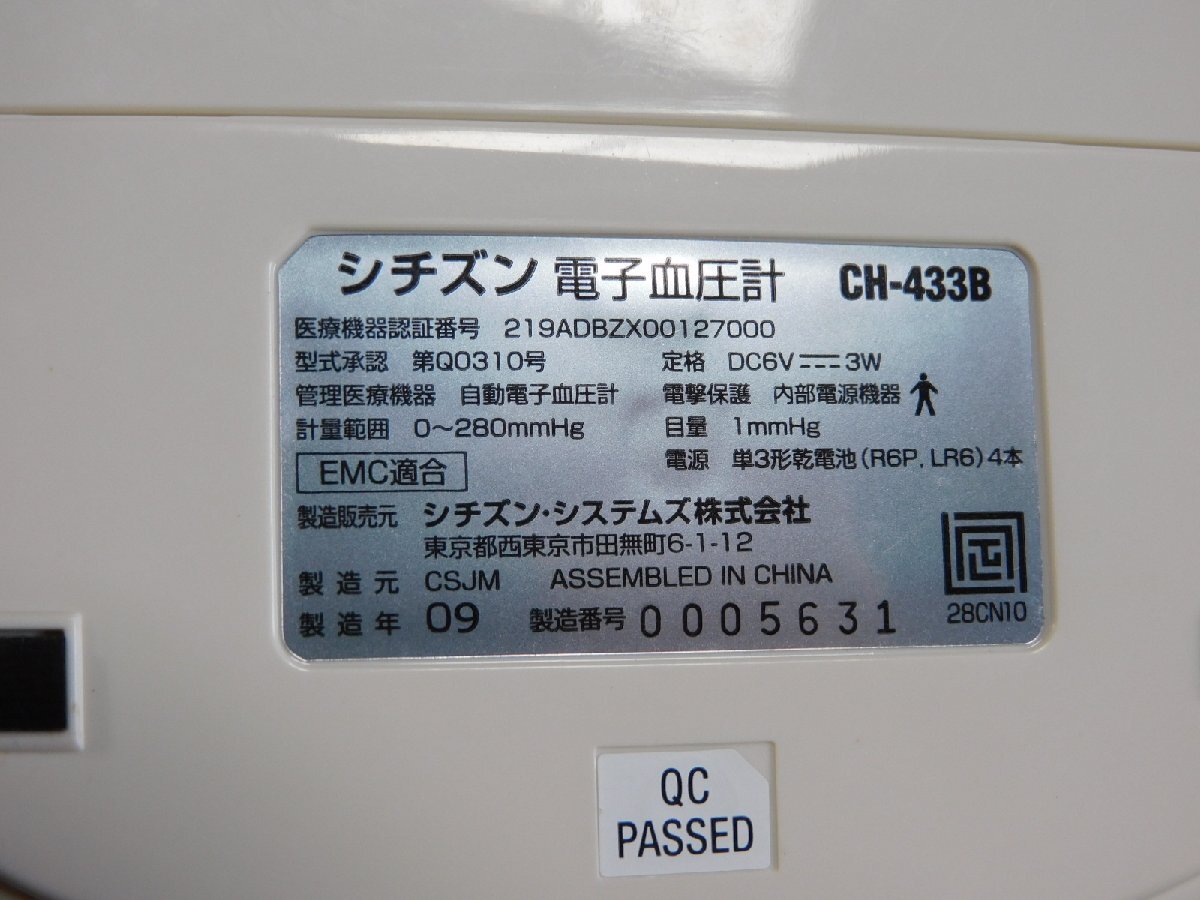 シチズン 電子血圧計 CH-433B
医療機器認証番号 219ADBZX00127000
型式承認 第Q0310号 定格 DC6V 3W
管理医療機器 自動電子血圧計 電撃保護 内部電源機器
計量範囲 0～280mmHg 目量 1mmHg
電源 単3形乾電池(R6P, LR6)4本
EMC適合
製造販売元 シチズン・システムズ株式会社
東京都西東京市田無町6-1-12
製造元 CSJM ASSEMBLED IN CHINA
製造年 09 製造番号 0005631
正
28CN10
QC
PASSED